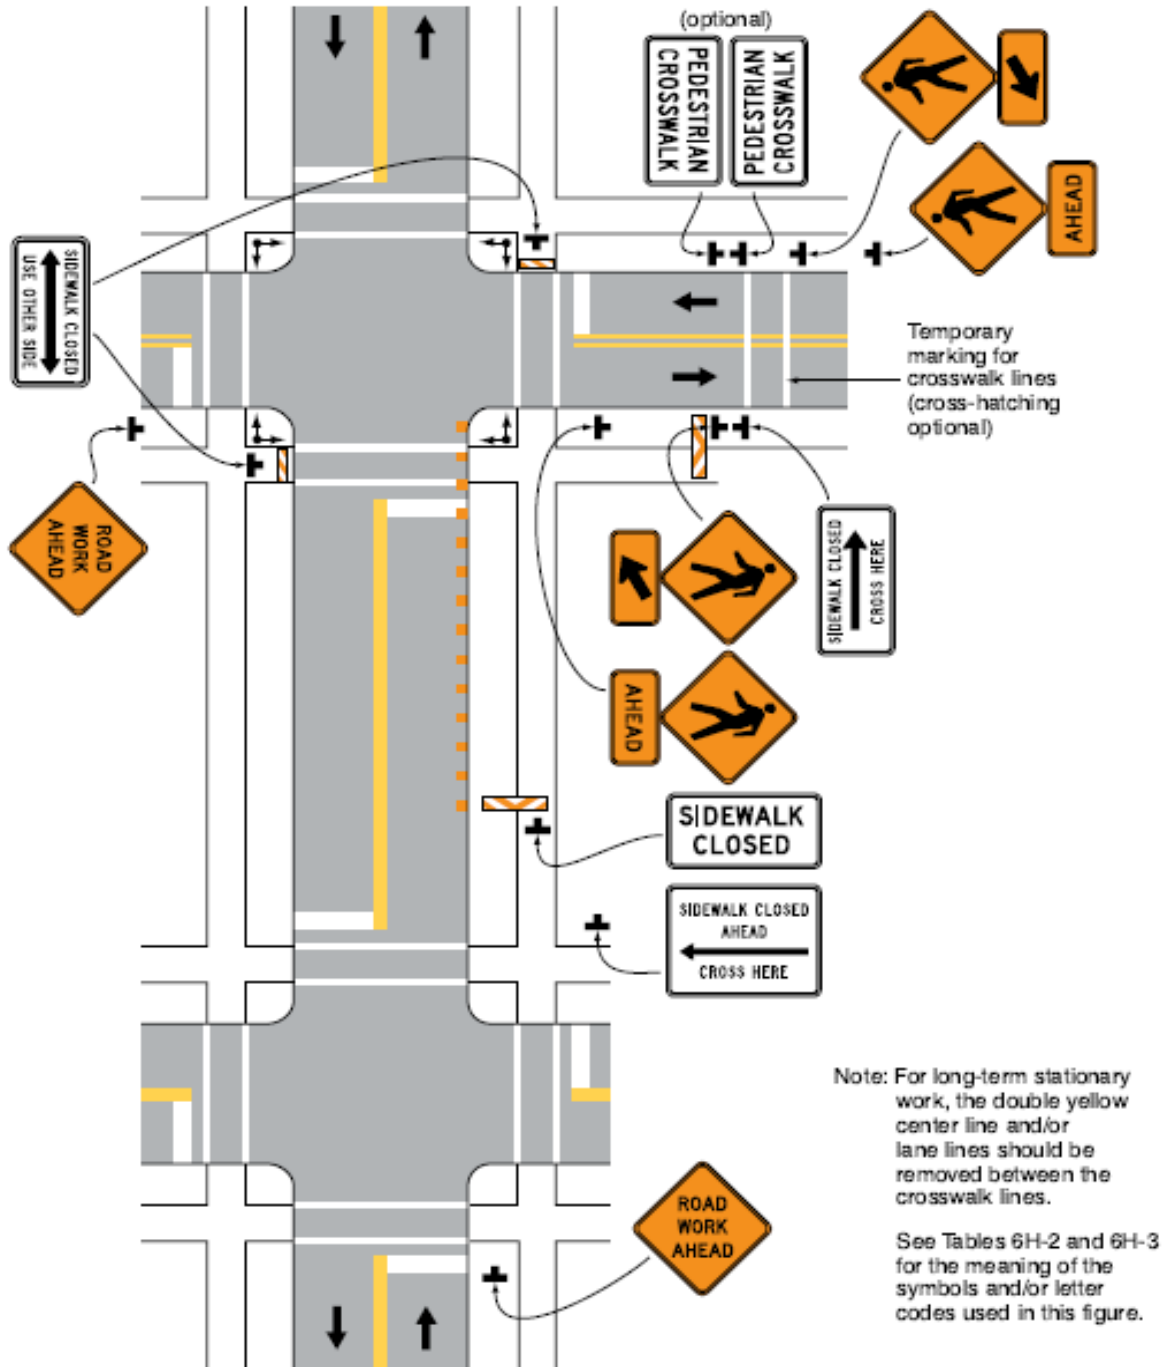 (optional)
PEDESTRIAN
CROSSWALK
PEDESTRIAN
CROSSWALK
AHEAD
SIDEWALK CLOSED
USE OTHER SIDE
Temporary
marking for
crosswalk lines
(cross-hatching
optional)
ROAD
WORK
AHEAD
SIDEWALK CLOSED
CROSS HERE
AHEAD
SIDEWALK
CLOSED
SIDEWALK CLOSED
AHEAD
CROSS HERE
Note: For long-term stationary
work, the double yellow
center line and/or
lane lines should be
removed between the
crosswalk lines.
ROAD
WORK
AHEAD
See Tables 6H-2 and 6H-3
for the meaning of the
symbols and/or letter
codes used in this figure.